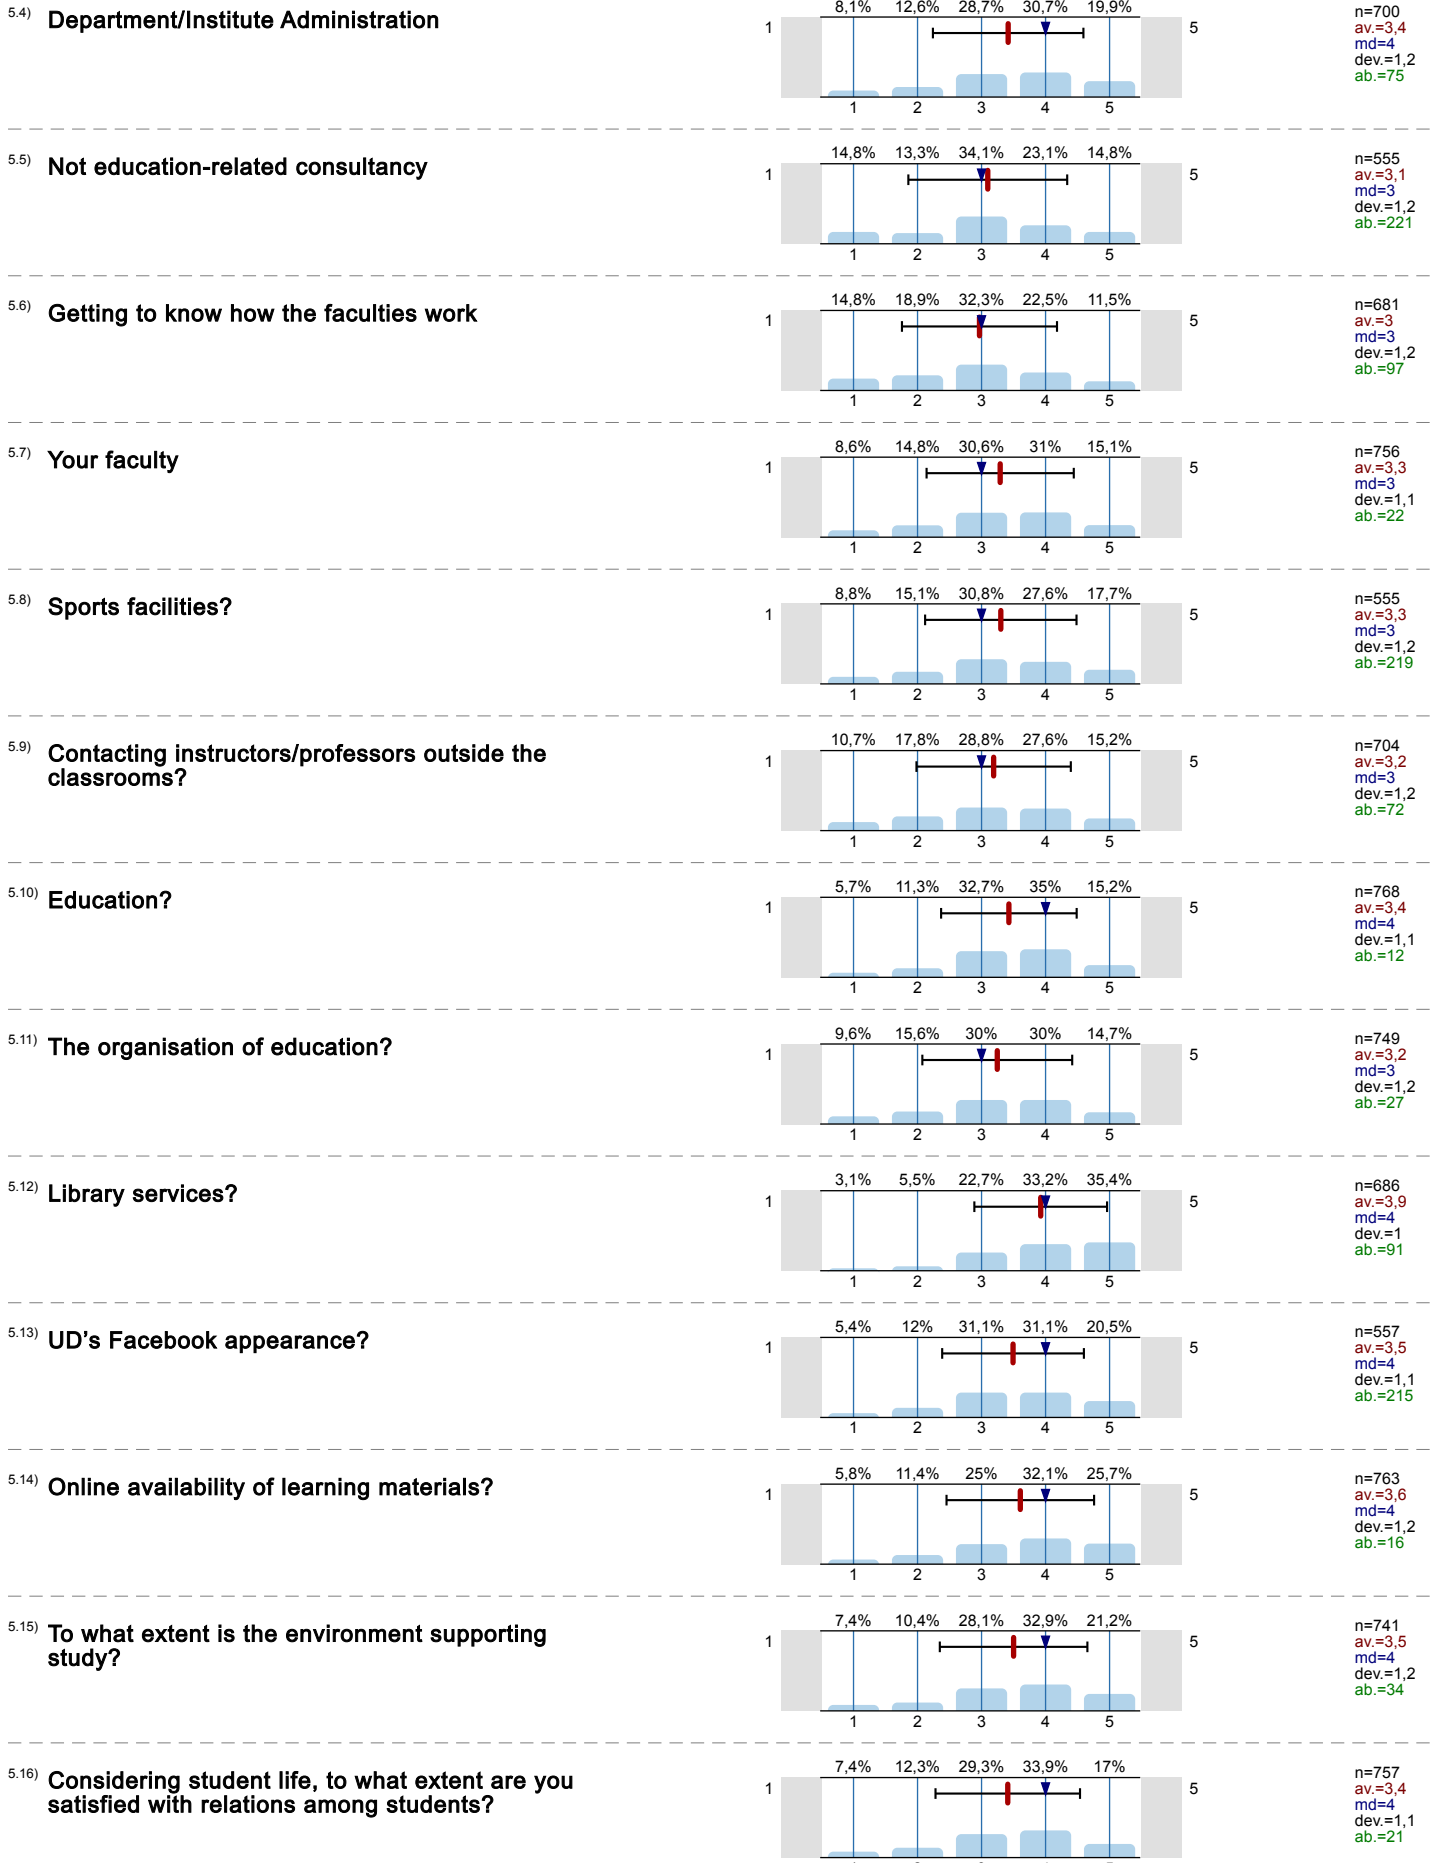 5.4) Department/Institute Administration
8,1% 12,6% 28,7% 30,7% 19,9%
1 5
1 2 3 4 5
n=700
av.=3,4
md=4
dev.=1,2
ab.=75
5.5) Not education-related consultancy
14,8% 13,3% 34,1% 23,1% 14,8%
1 5
1 2 3 4 5
n=555
av.=3,1
md=3
dev.=1,2
ab.=221
5.6) Getting to know how the faculties work
14,8% 18,9% 32,3% 22,5% 11,5%
1 5
1 2 3 4 5
n=681
av.=3
md=3
dev.=1,2
ab.=97
5.7) Your faculty
8,6% 14,8% 30,6% 31% 15,1%
1 5
1 2 3 4 5
n=756
av.=3,3
md=3
dev.=1,1
ab.=22
5.8) Sports facilities?
8,8% 15,1% 30,8% 27,6% 17,7%
1 5
1 2 3 4 5
n=555
av.=3,3
md=3
dev.=1,2
ab.=219
5.9) Contacting instructors/professors outside the
classrooms?
10,7% 17,8% 28,8% 27,6% 15,2%
1 5
1 2 3 4 5
n=704
av.=3,2
md=3
dev.=1,2
ab.=72
5.10) Education?
5,7% 11,3% 32,7% 35% 15,2%
1 5
1 2 3 4 5
n=768
av.=3,4
md=4
dev.=1,1
ab.=12
5.11) The organisation of education?
9,6% 15,6% 30% 30% 14,7%
1 5
1 2 3 4 5
n=749
av.=3,2
md=3
dev.=1,2
ab.=27
5.12) Library services?
3,1% 5,5% 22,7% 33,2% 35,4%
1 5
1 2 3 4 5
n=686
av.=3,9
md=4
dev.=1
ab.=91
5.13) UD’s Facebook appearance?
5,4% 12% 31,1% 31,1% 20,5%
1 5
1 2 3 4 5
n=557
av.=3,5
md=4
dev.=1,1
ab.=215
5.14) Online availability of learning materials?
5,8% 11,4% 25% 32,1% 25,7%
1 5
1 2 3 4 5
n=763
av.=3,6
md=4
dev.=1,2
ab.=16
5.15) To what extent is the environment supporting
study?
7,4% 10,4% 28,1% 32,9% 21,2%
1 5
1 2 3 4 5
n=741
av.=3,5
md=4
dev.=1,2
ab.=34
5.16) Considering student life, to what extent are you
satisfied with relations among students?
7,4% 12,3% 29,3% 33,9% 17%
1 5
n=757
av.=3,4
md=4
dev.=1,1
ab.=21